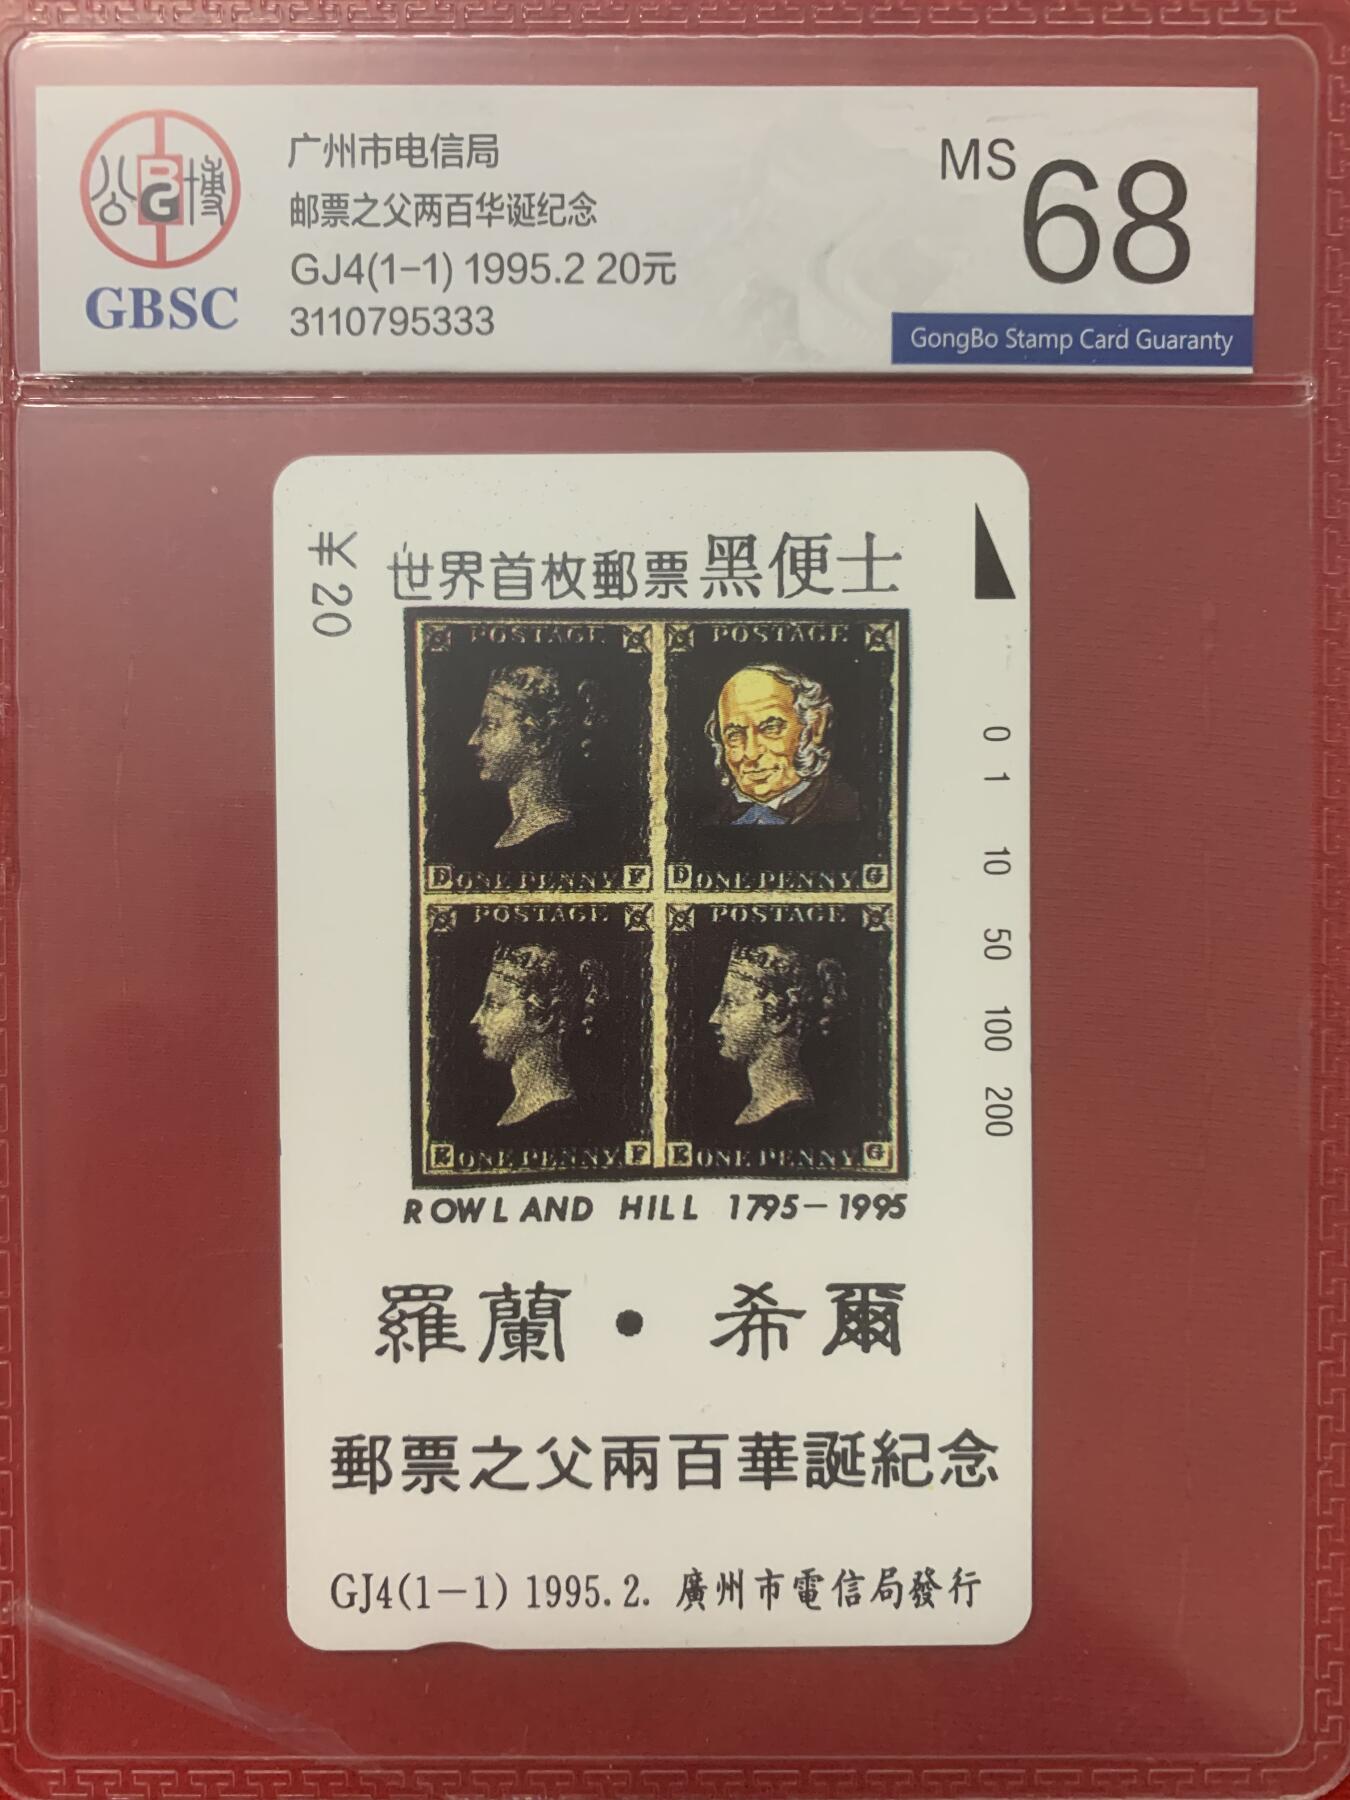 公 BG 博
GBSC
广州市电信局
邮票之父两百华诞纪念
GJ4(1-1) 1995.2 20元
3110795333
MS 68
GongBo Stamp Card Guaranty
¥20
世界首枚郵票黑便士
POSTAGE
POSTAGE
D ONE PENNY. F
D ONE PENNY. G
POSTAGE
POSTAGE
E ONE PENNY. F
E ONE PENNY. G
0 1 10 50 100 200
ROWLAND HILL 1795-1995
羅蘭・希爾
郵票之父兩百華誕紀念
GJ4(1-1) 1995.2. 廣州市電信局發行